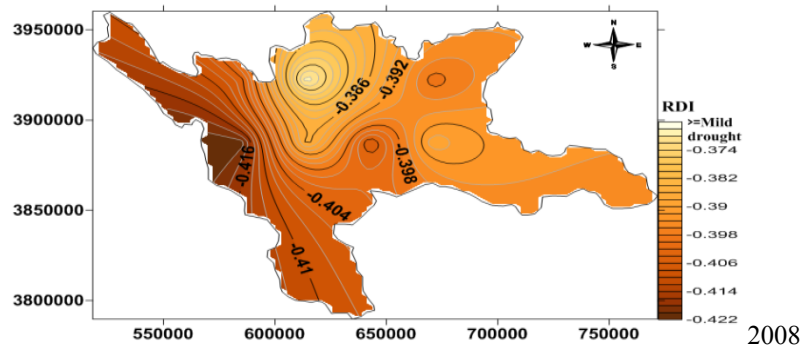 3950000
3900000
3850000
3800000
550000 600000 650000 700000 750000
N
W E
S
-0.386
-0.392
-0.398
-0.416
-0.404
-0.41
RDI
>=Mild
drought
-0.374
-0.382
-0.39
-0.398
-0.406
-0.414
-0.422
2008